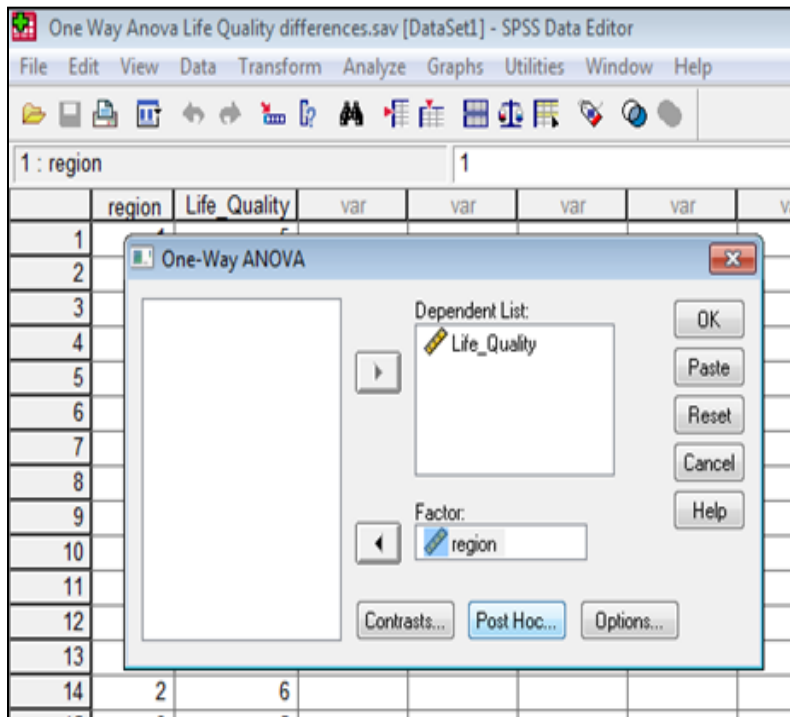 One Way Anova Life Quality differences.sav [DataSet1] - SPSS Data Editor
File Edit View Data Transform Analyze Graphs Utilities Window Help
1 : region 1
region Life_Quality var var var var
1
2
3
4
5
6
7
8
9
10
11
12
13
14 2 6
One-Way ANOVA
Dependent List:
Life_Quality
Factor:
region
OK
Paste
Reset
Cancel
Help
Contrasts... Post Hoc... Options...